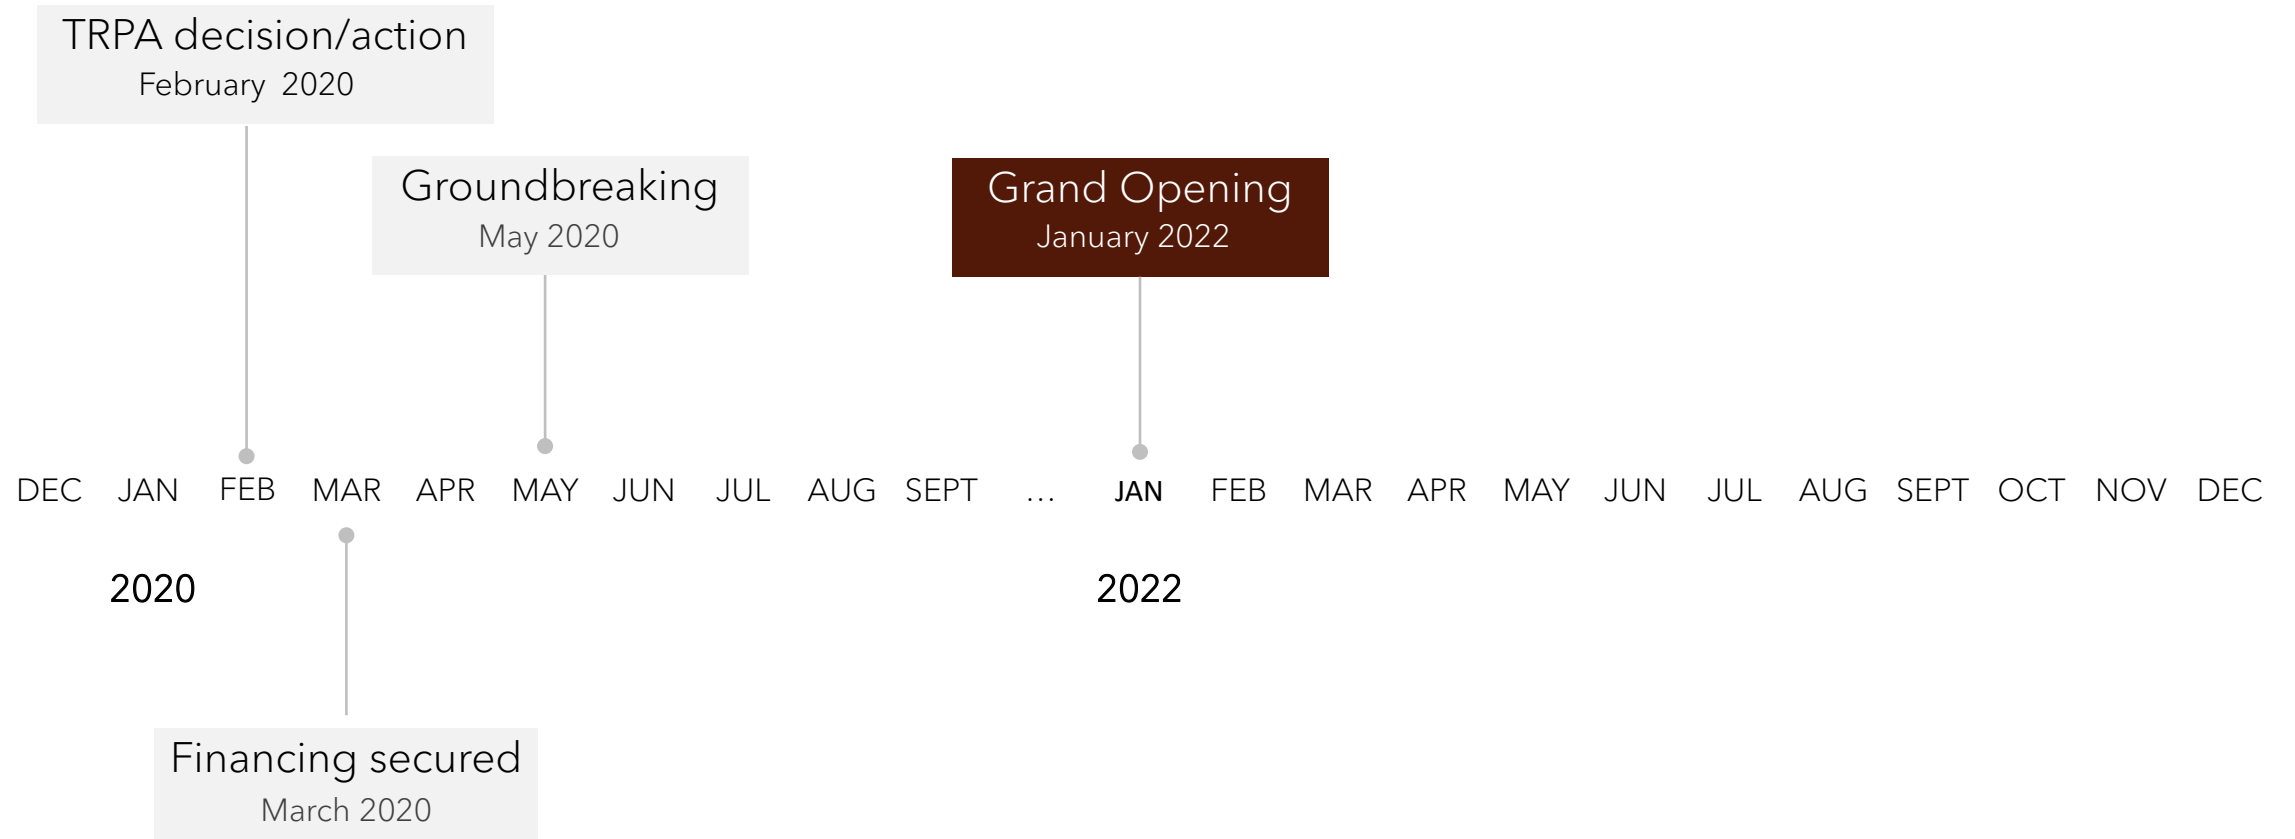 TRPA decision/action
February 2020
Groundbreaking
May 2020
Grand Opening
January 2022
DEC JAN FEB MAR APR MAY JUN JUL AUG SEPT … JAN FEB MAR APR MAY JUN JUL AUG SEPT OCT NOV DEC
2020 2022
Financing secured
March 2020